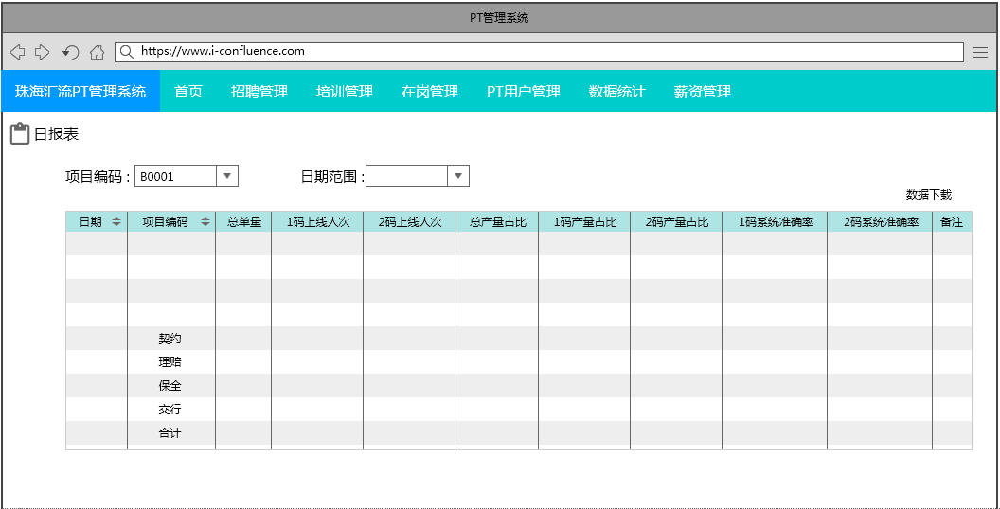 PT管理系统
https://www.i-confluence.com
珠海汇流PT管理系统 首页 招聘管理 培训管理 在岗管理 PT用户管理 数据统计 薪资管理
日报表
项目编码 : B0001 日期范围 :
数据下载
日期 项目编码 总单量 1码上线人次 2码上线人次 总产量占比 1码产量占比 2码产量占比 1码系统准确率 2码系统准确率 备注
契约
理赔
保全
交行
合计